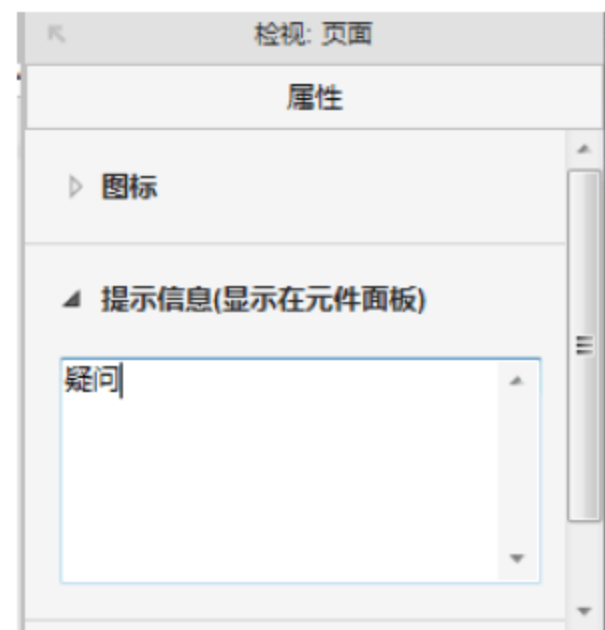 检视: 页面
属性
图标
提示信息(显示在元件面板)
疑问